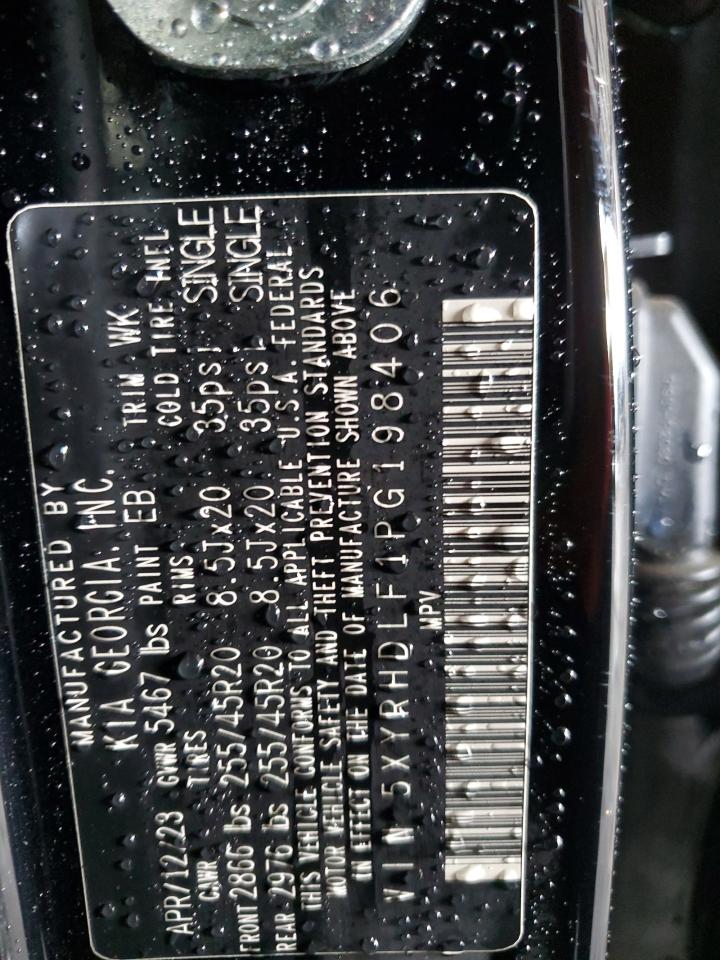 MANUFACTURED BY
KIA GEORGIA, INC.
APR/12/23 GVWR 5467 lbs PAINT EB TRIM WK
GAWR TIRES RIMS COLD TIRE INFL
FRONT 2866 lbs 255/45R20 8.5Jx20 35psi SINGLE
REAR 2976 lbs 255/45R20 8.5Jx20 35psi SINGLE
THIS VEHICLE CONFORMS TO ALL APPLICABLE U.S.A FEDERAL
MOTOR VEHICLE SAFETY AND THEFT PREVENTION STANDARDS
IN EFFECT ON THE DATE OF MANUFACTURE SHOWN ABOVE
VIN 5XYRHDLF1PG198406
MPV